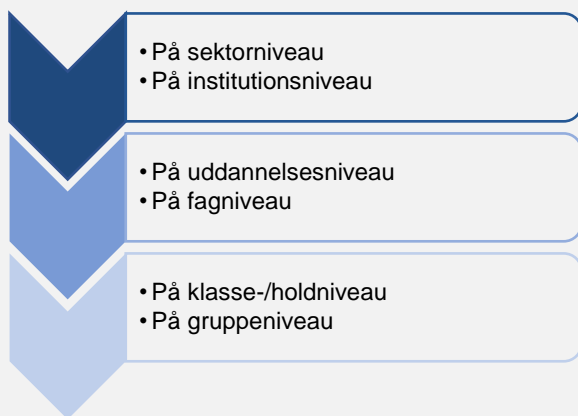 • På sektorniveau
• På institutionsniveau
• På uddannelsesniveau
• På fagniveau
• På klasse-/holdniveau
• På gruppeniveau